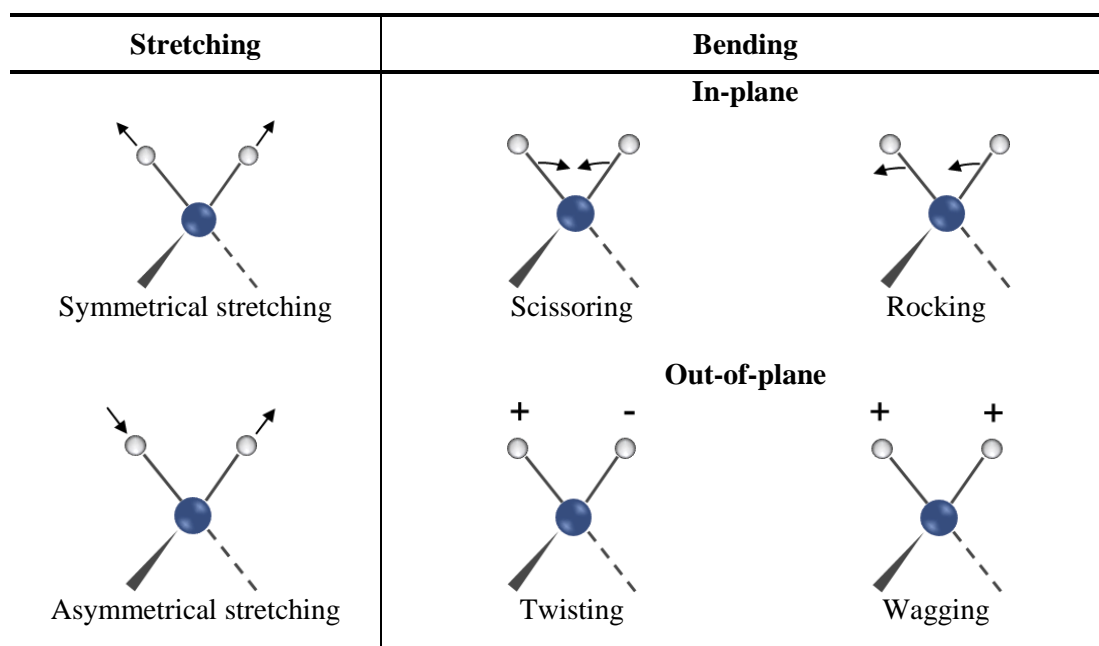 Stretching
Bending
In-plane
Symmetrical stretching
Scissoring
Rocking
Out-of-plane
+ - + +
Asymmetrical stretching
Twisting
Wagging